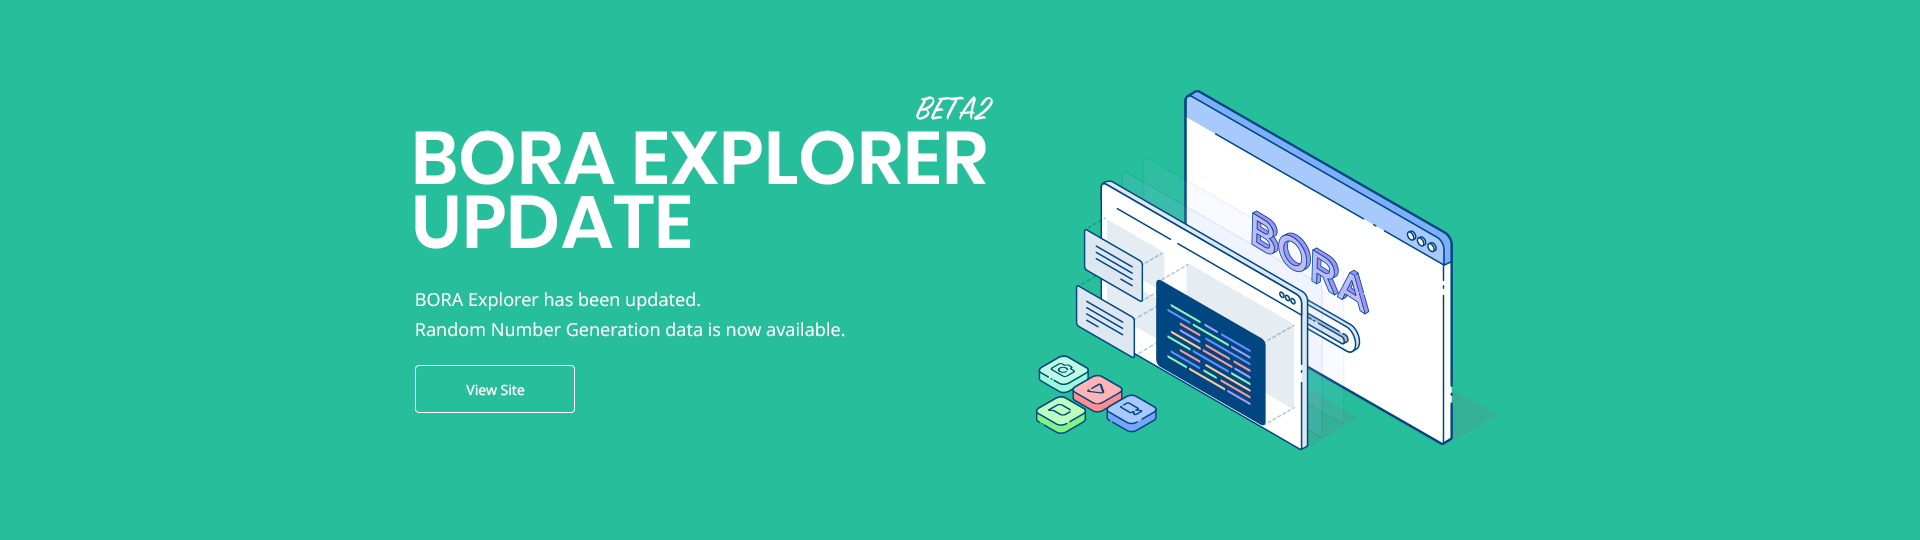 BETA2
BORA EXPLORER
UPDATE
BORA Explorer has been updated.
Random Number Generation data is now available.
View Site
BORA